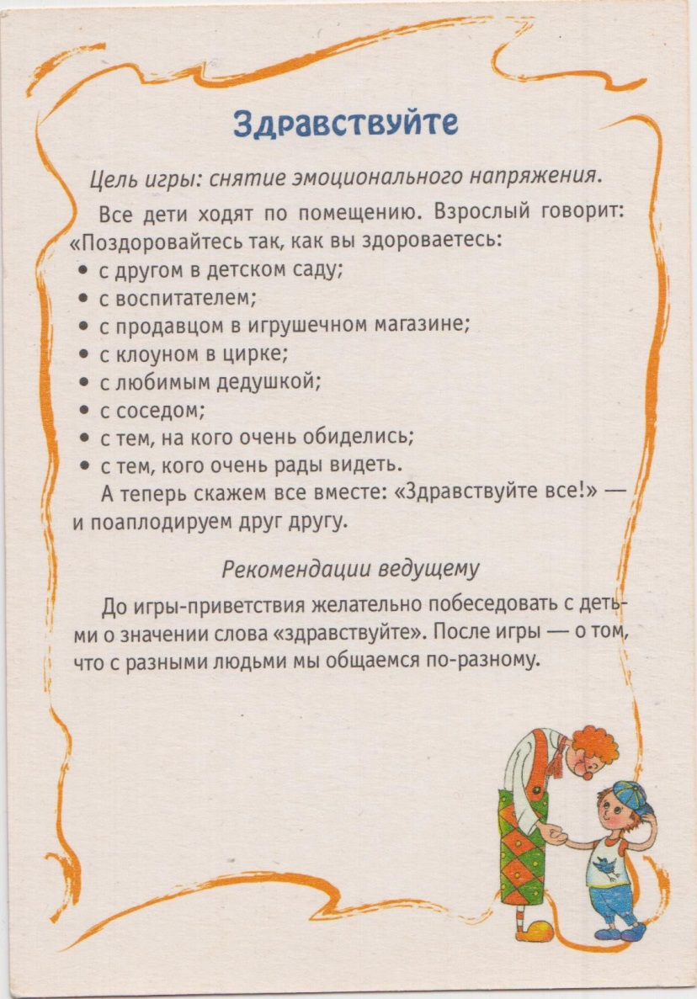 Здравствуйте
Цель игры: снятие эмоционального напряжения.
Все дети ходят по помещению. Взрослый говорит:
«Поздоровайтесь так, как вы здороваетесь:
• с другом в детском саду;
• с воспитателем;
• с продавцом в игрушечном магазине;
• с клоуном в цирке;
• с любимым дедушкой;
• с соседом;
• с тем, на кого очень обиделись;
• с тем, кого очень рады видеть.
А теперь скажем все вместе: «Здравствуйте все!» —
и поаплодируем друг другу.
Рекомендации ведущему
До игры-приветствия желательно побеседовать с деть-
ми о значении слова «здравствуйте». После игры — о том,
что с разными людьми мы общаемся по-разному.